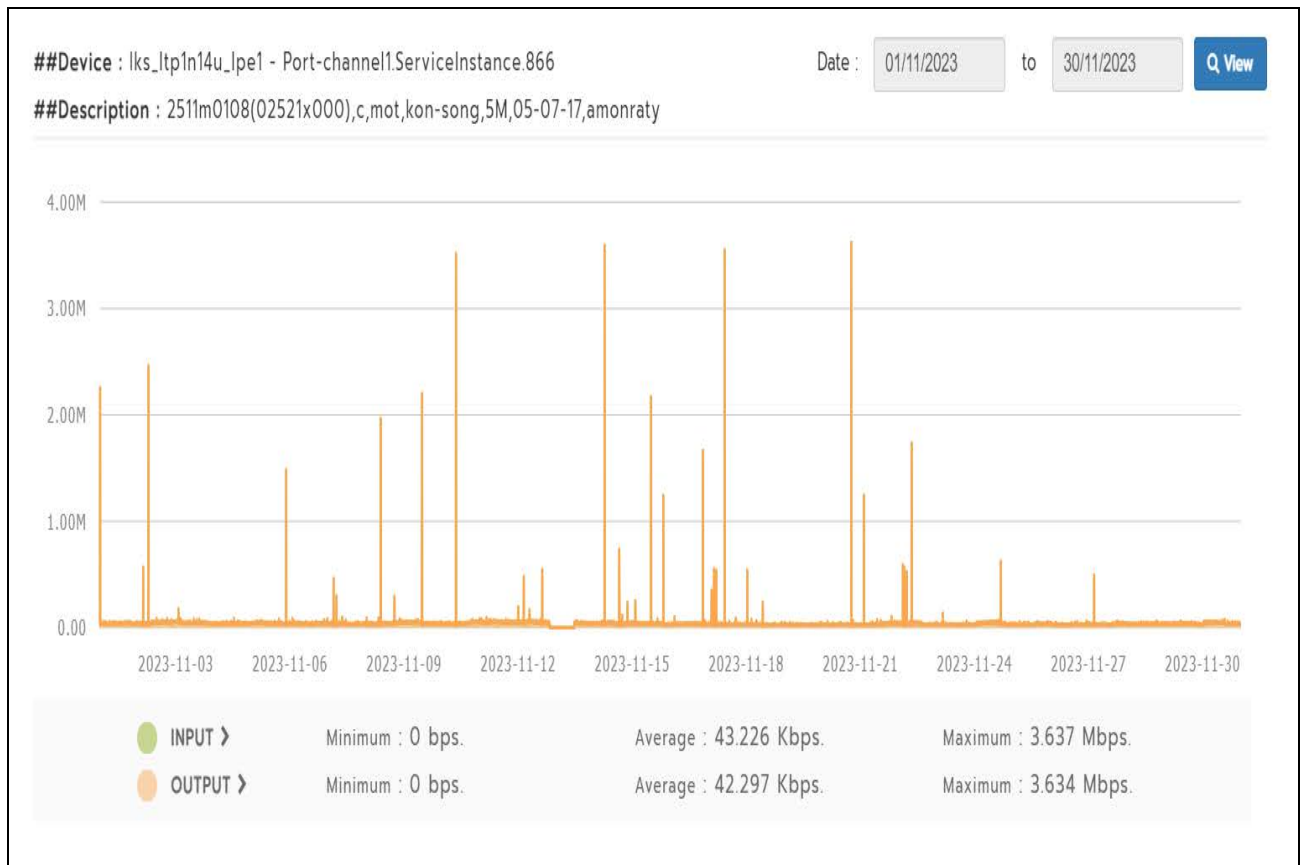 ##Device : lks_ltp1n14u_lpe1 - Port-channel1.ServiceInstance.866
Date : 01/11/2023 to 30/11/2023 View
##Description : 2511m0108(02521x000),c,mot,kon-song,5M,05-07-17,amonraty
4.00M
3.00M
2.00M
1.00M
0.00
2023-11-03 2023-11-06 2023-11-09 2023-11-12 2023-11-15 2023-11-18 2023-11-21 2023-11-24 2023-11-27 2023-11-30
INPUT > Minimum : 0 bps. Average : 43.226 Kbps. Maximum : 3.637 Mbps.
OUTPUT > Minimum : 0 bps. Average : 42.297 Kbps. Maximum : 3.634 Mbps.